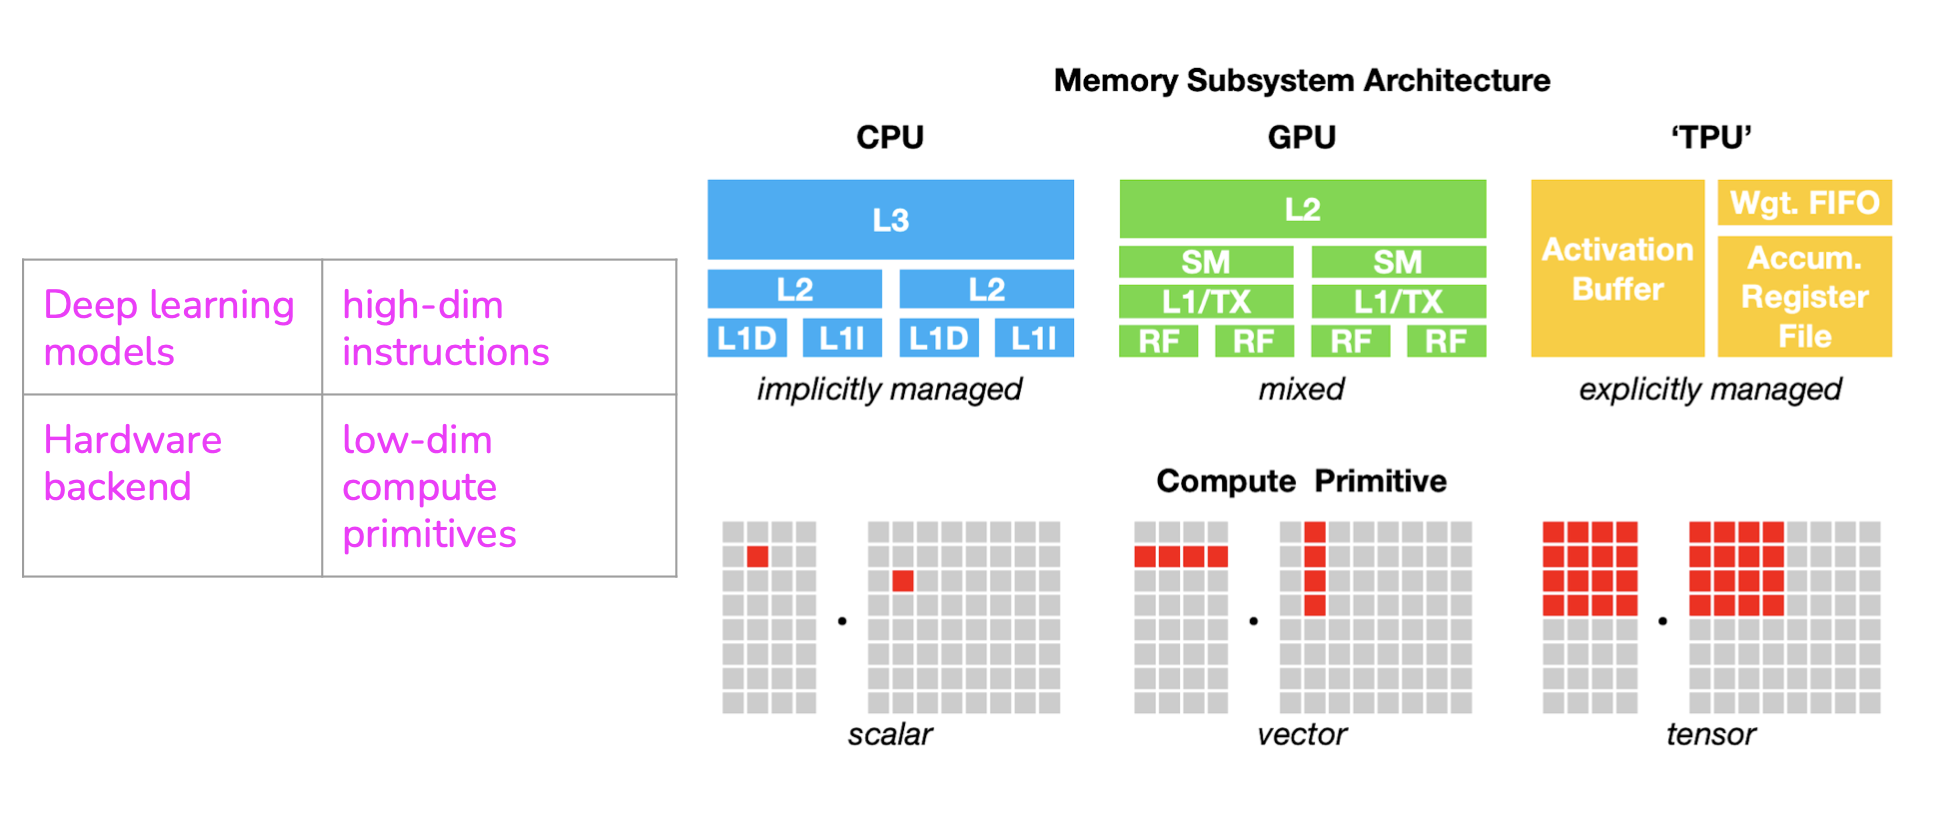 Deep learning
models
high-dim
instructions
Hardware
backend
low-dim
compute
primitives
Memory Subsystem Architecture
CPU
GPU
‘TPU’
L3
L2
L2
L1D
L1I
L1D
L1I
implicitly managed
L2
SM
SM
L1/TX
L1/TX
RF
RF
RF
RF
mixed
Activation
Buffer
Wgt. FIFO
Accum.
Register
File
explicitly managed
Compute Primitive
scalar
vector
tensor